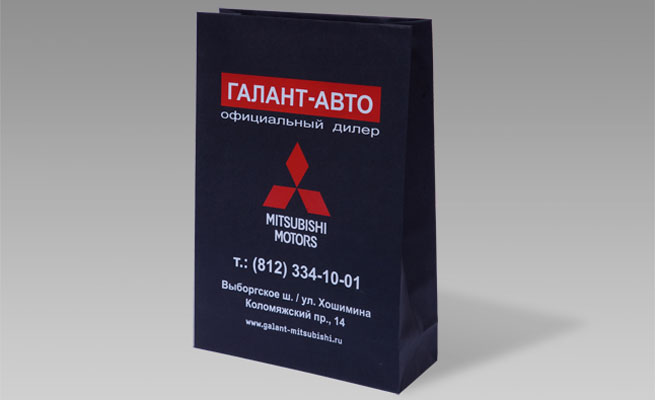 ГАЛАНТ-АВТО
официальный дилер
MITSUBISHI
MOTORS
т.: (812) 334-10-01
Выборгское ш. / ул. Хошимина
Коломяжский пр., 14
www.galant-mitsubishi.ru